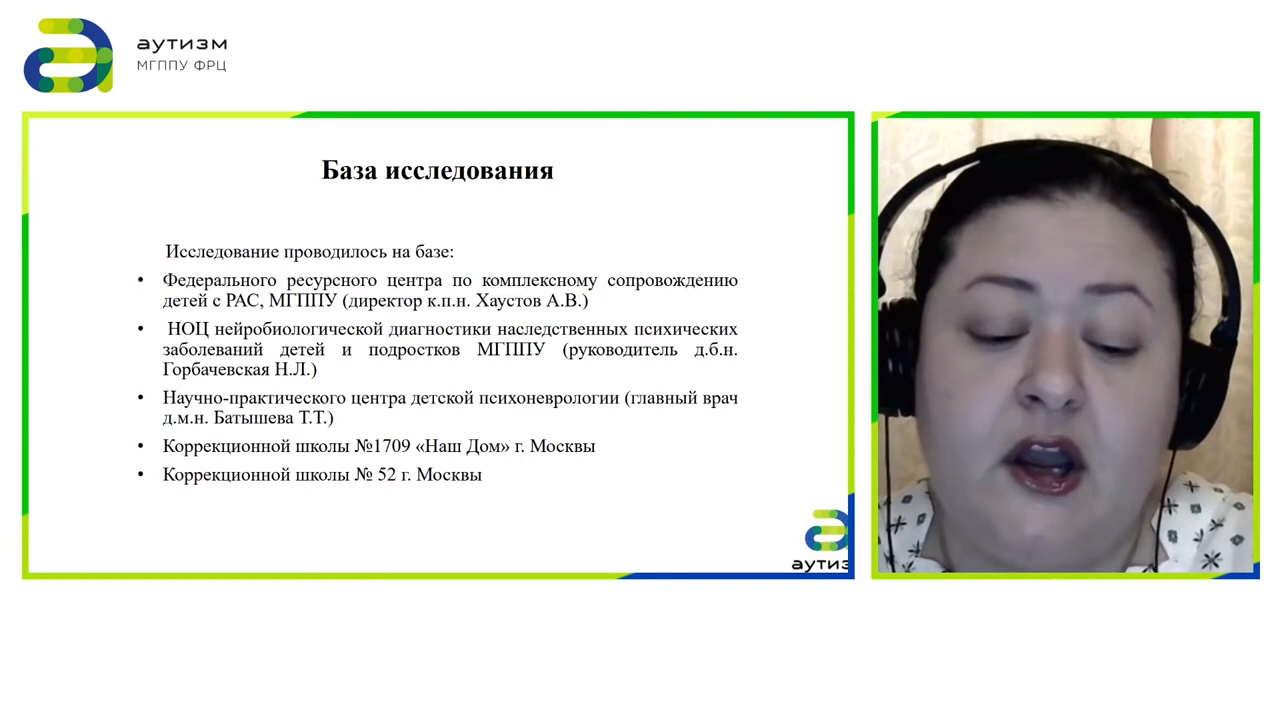 аутизм
МГППУ ФРЦ
База исследования
Исследование проводилось на базе:
• Федерального ресурсного центра по комплексному сопровождению
детей с РАС, МГППУ (директор к.п.н. Хаустов А.В.)
• НОЦ нейробиологической диагностики наследственных психических
заболеваний детей и подростков МГППУ (руководитель д.б.н.
Горбачевская Н.Л.)
• Научно-практического центра детской психоневрологии (главный врач
д.м.н. Батышева Т.Т.)
• Коррекционной школы №1709 «Наш Дом» г. Москвы
• Коррекционной школы № 52 г. Москвы
аутиз